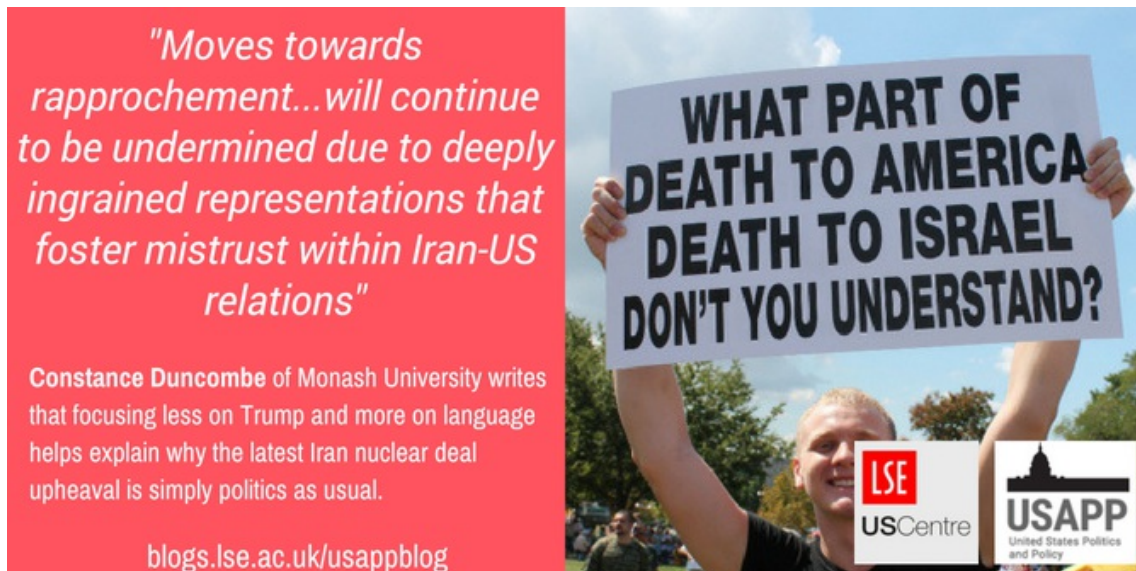 "Moves towards
rapprochement...will continue
to be undermined due to deeply
ingrained representations that
foster mistrust within Iran-US
relations"
Constance Duncombe of Monash University writes
that focusing less on Trump and more on language
helps explain why the latest Iran nuclear deal
upheaval is simply politics as usual.
blogs.lse.ac.uk/usappblog
WHAT PART OF
DEATH TO AMERICA
DEATH TO ISRAEL
DON'T YOU UNDERSTAND?
LSE
USCentre
USAPP
United States Politics
and Policy